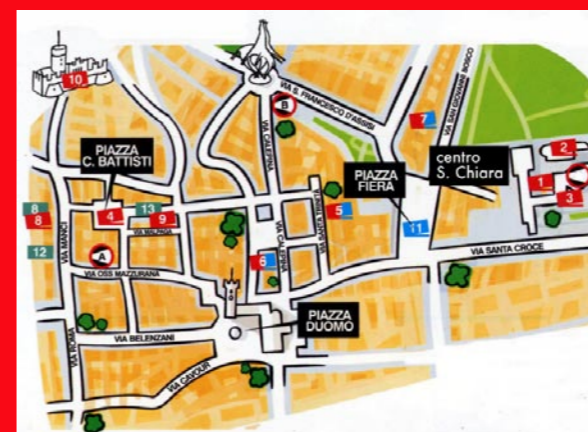 10
B
VIA S. FRANCESCO D'ASSISI
7
VIA SAN GIOVANNI BOSCO
PIAZZA
C. BATTISTI
VIA CALEPINA
PIAZZA
FIERA
centro
S. Chiara
2
1
3
8
8
4
13
9
VIA MALPAGA
5
11
VIA MANCI
12
A
VIA OSS MAZZURANA
6
VIA CALEPINA
VIA SANTA CROCE
PIAZZA
DUOMO
VIA BELENZANI
VIA ROMA
VIA CAVOUR